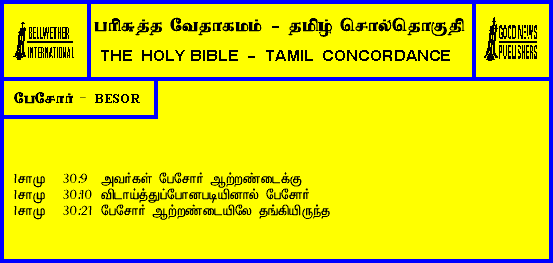 BELLWETHER
INTERNATIONAL
பரிசுத்த வேதாகமம் - தமிழ் சொல்தொகுதி
THE HOLY BIBLE - TAMIL CONCORDANCE
GOOD NEWS
PUBLISHERS
பேசோர் - BESOR
1சாமு 30:9 அவர்கள் பேசோர் ஆற்றண்டைக்கு
1சாமு 30:10 விடாய்த்துப்போனபடியினால் பேசோர்
1சாமு 30:21 பேசோர் ஆற்றண்டையிலே தங்கியிருந்த